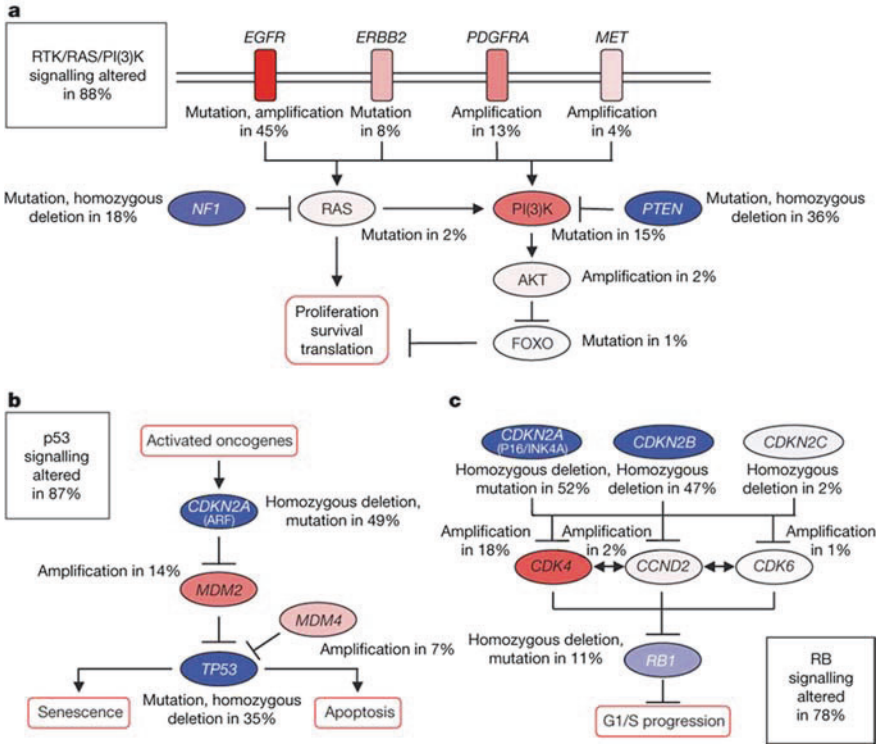 a
RTK/RAS/PI(3)K
signalling altered
in 88%
EGFR
ERBB2
PDGFRA
MET
Mutation, amplification
in 45%
Mutation
in 8%
Amplification
in 13%
Amplification
in 4%
Mutation, homozygous
deletion in 18%
NF1
RAS
PI(3)K
PTEN
Mutation, homozygous
deletion in 36%
Mutation in 2%
Mutation in 15%
AKT
Amplification in 2%
Proliferation
survival
translation
FOXO
Mutation in 1%
b
p53
signalling
altered
in 87%
Activated oncogenes
CDKN2A
(ARF)
Homozygous deletion,
mutation in 49%
Amplification in 14%
MDM2
MDM4
Amplification in 7%
TP53
Mutation, homozygous
deletion in 35%
Senescence
Apoptosis
c
CDKN2A
(P16/INK4A)
CDKN2B
CDKN2C
Homozygous deletion,
mutation in 52%
Homozygous
deletion in 47%
Homozygous
deletion in 2%
Amplification
in 18%
Amplification
in 2%
Amplification
in 1%
CDK4
CCND2
CDK6
Homozygous deletion,
mutation in 11%
RB1
G1/S progression
RB
signalling
altered
in 78%